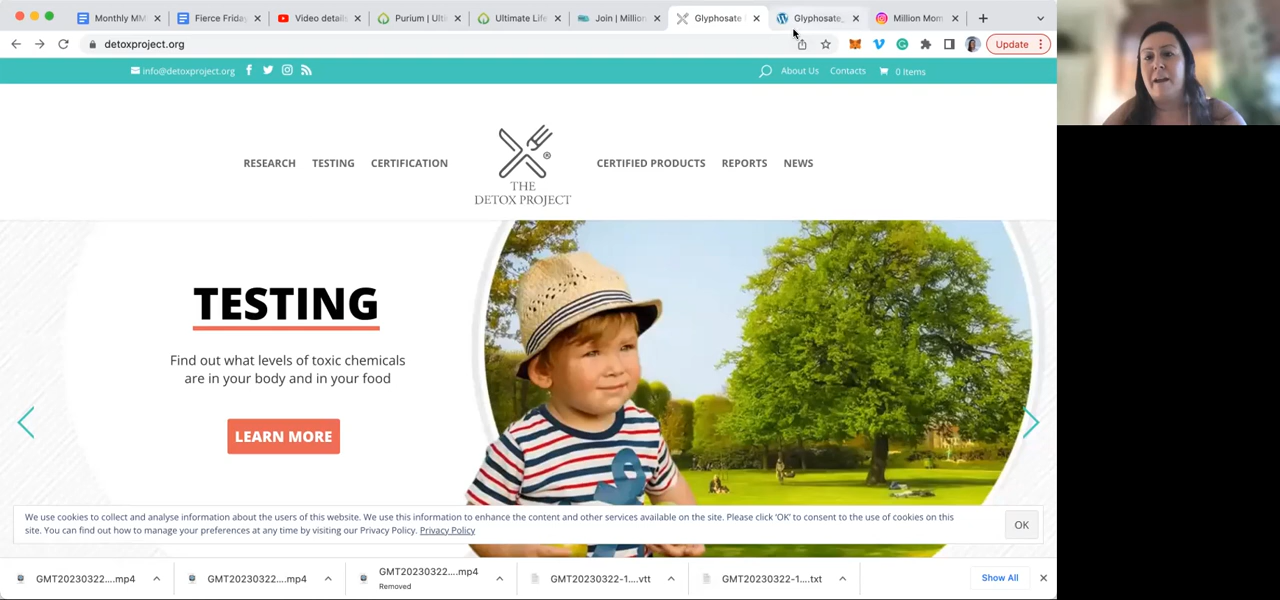 Monthly MM
Fierce Friday
Video details
Purium | Ulti
Ultimate Life
Join | Million
Glyphosate
Glyphosate_
Million Mom
detoxproject.org
Update
info@detoxproject.org
About Us
Contacts
0 Items
RESEARCH
TESTING
CERTIFICATION
THE
DETOX PROJECT
®
CERTIFIED PRODUCTS
REPORTS
NEWS
TESTING
Find out what levels of toxic chemicals
are in your body and in your food
LEARN MORE
We use cookies to collect and analyse information about the users of this website. We use this information to enhance the content and other services available on the site. Please click ‘OK’ to consent to the use of cookies on this
site. You can find out how to manage your preferences at any time by visiting our Privacy Policy. Privacy Policy
OK
GMT20230322....mp4
GMT20230322....mp4
GMT20230322....mp4
Removed
GMT20230322-1....vtt
GMT20230322-1....txt
Show All